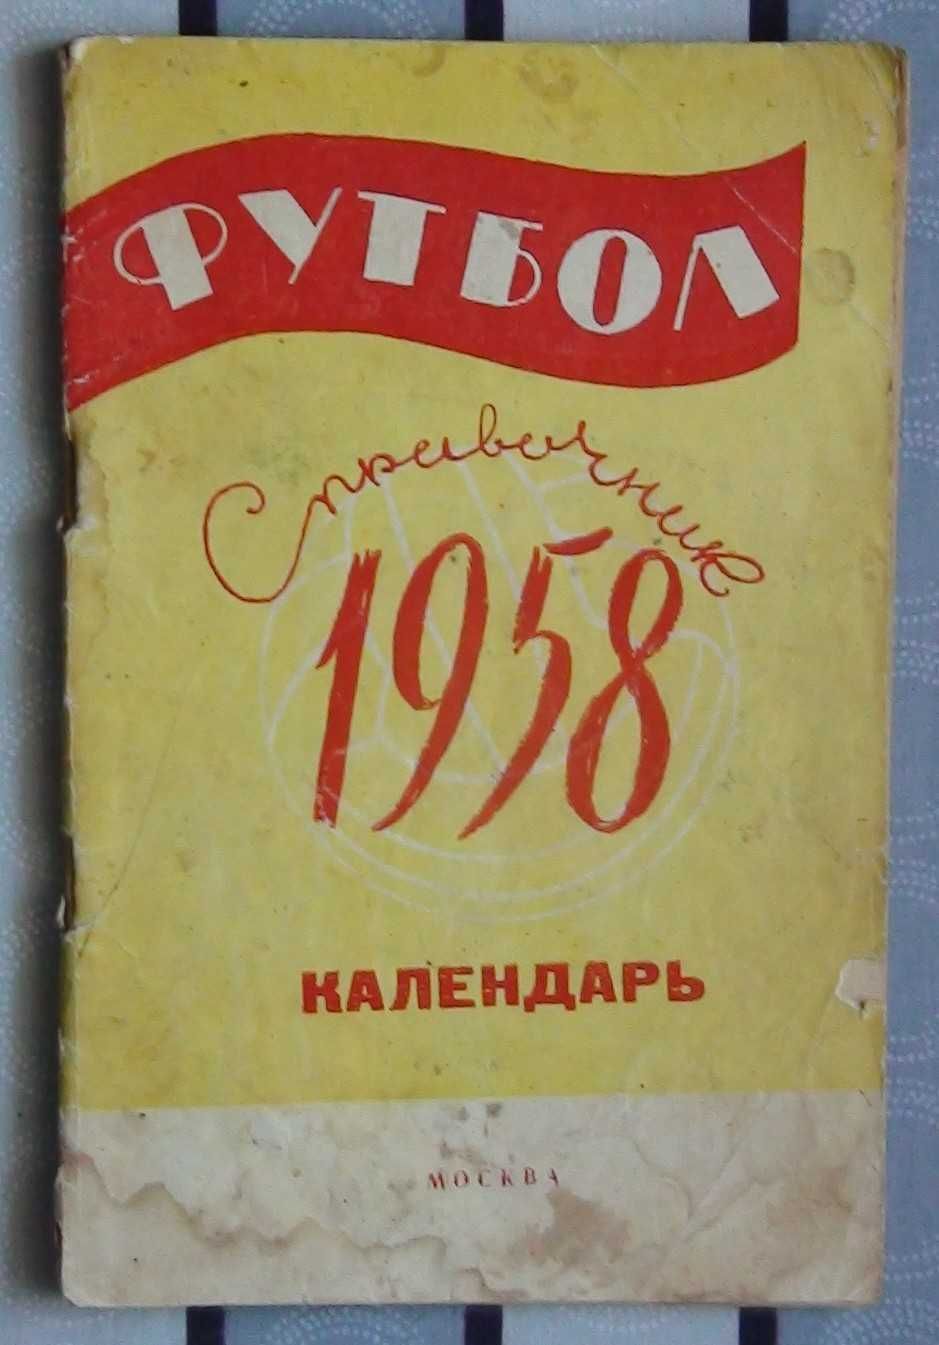 ФУТБОЛ
Справочник
1958
КАЛЕНДАРЬ
МОСКВА